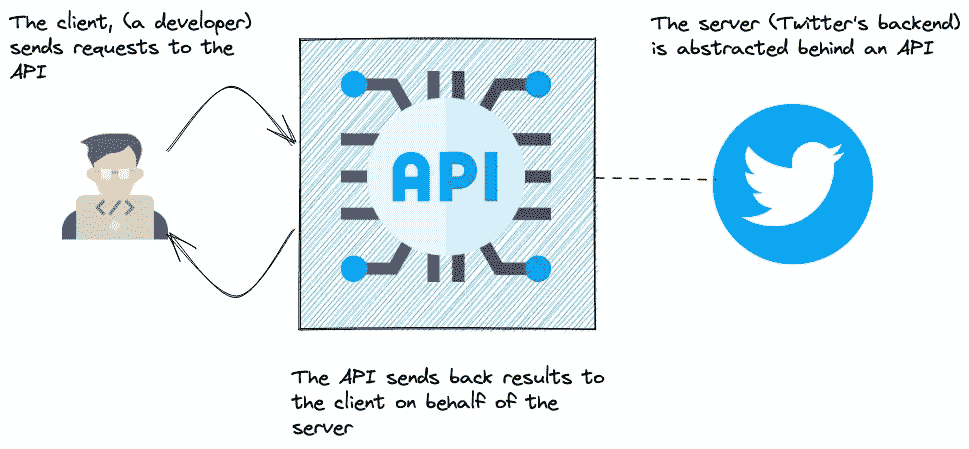 The client, (a developer)
sends requests to the
API
The server (Twitter's backend)
is abstracted behind an API
API
</>
The API sends back results to
the client on behalf of the
server